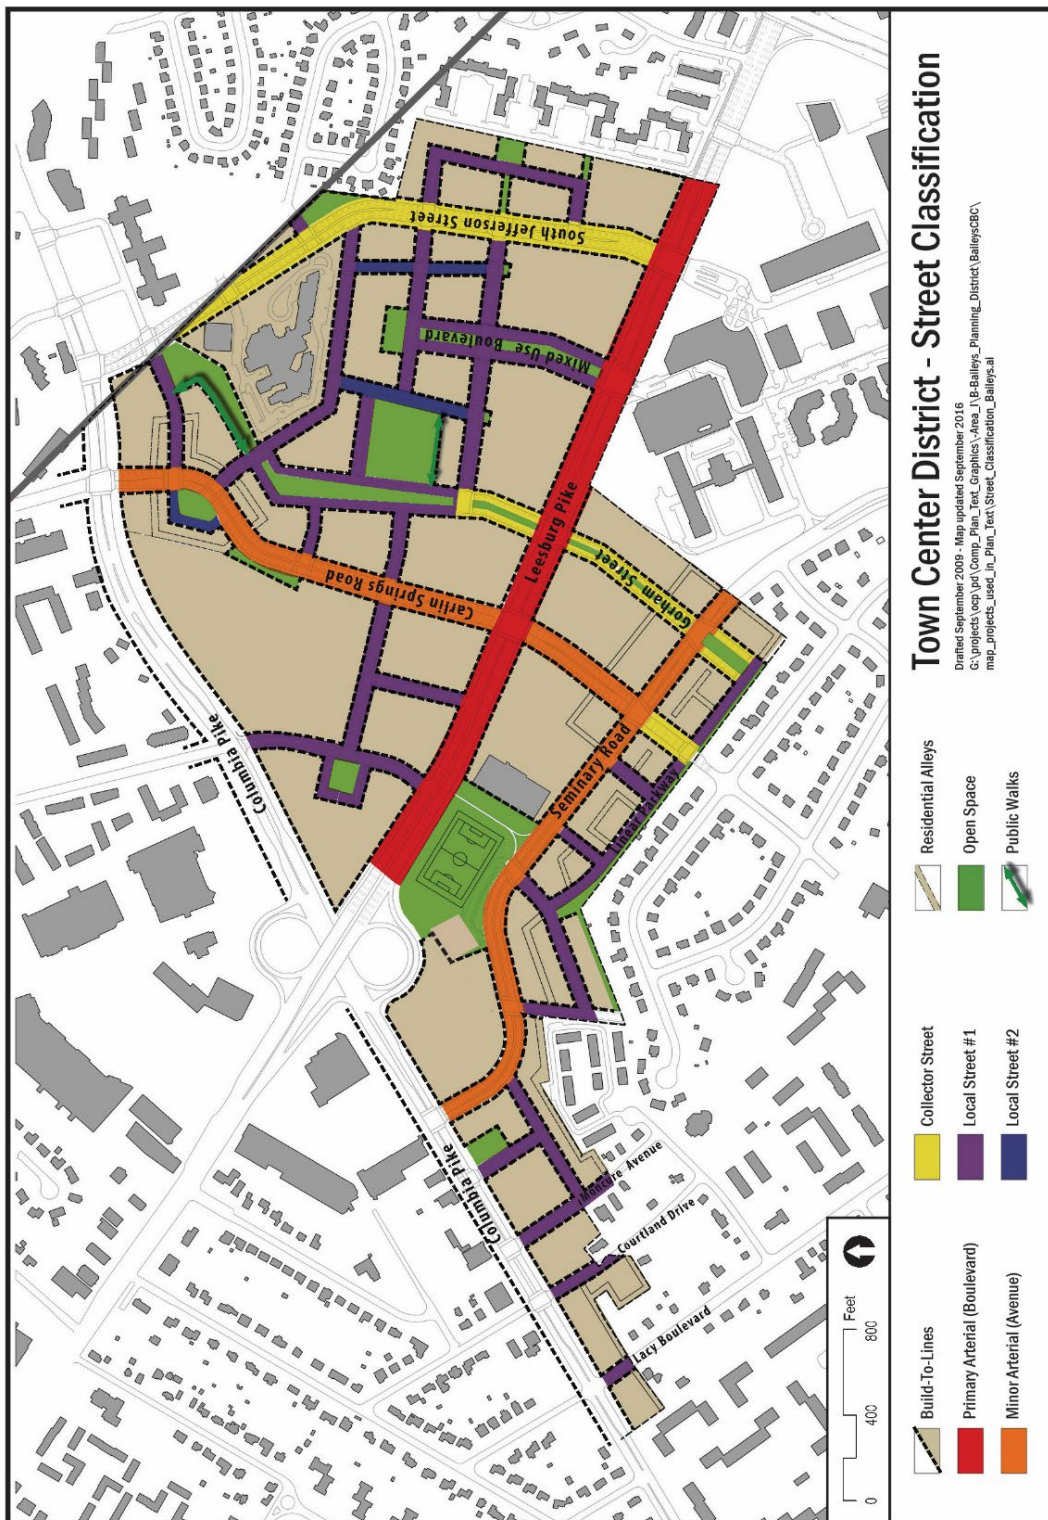 Town Center District - Street Classification
Drafted September 2009 - Map updated September 2016
G:\projects\ocp\pd\Comp_Plan_Text_Graphics\-Area_I\B-Baileys_Planning_District\BaileysCBC\
map_projects_used_in_Plan_Text\Street_Classification_Baileys.ai
Columbia Pike
Columbia Pike
Carlin Springs Road
South Jefferson Street
Mixed Use Boulevard
Leesburg Pike
Gorham Street
Seminary Road
Linear Parkway
Moncure Avenue
Courtland Drive
Lacy Boulevard
0 400 800
Feet
Build-To-Lines
Primary Arterial (Boulevard)
Minor Arterial (Avenue)
Collector Street
Local Street #1
Local Street #2
Residential Alleys
Open Space
Public Walks